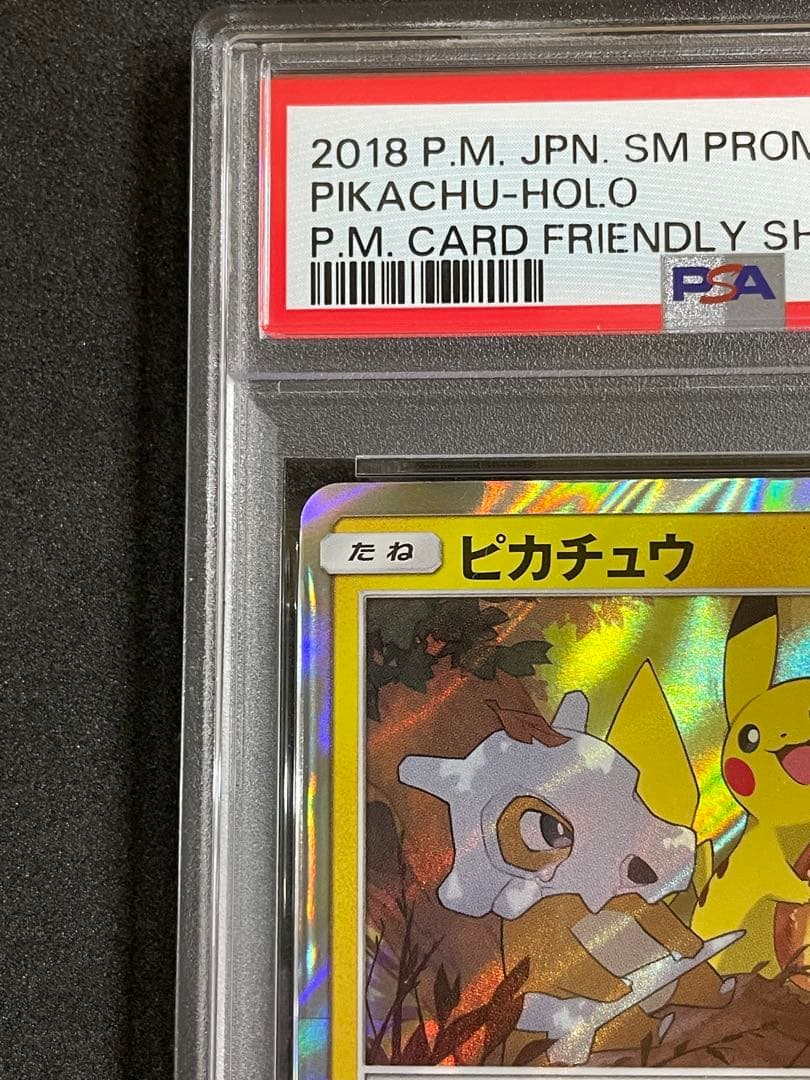 2018 P.M. JPN. SM PROM
PIKACHU-HOLO
P.M. CARD FRIENDLY SH
PSA
たね ピカチュウ